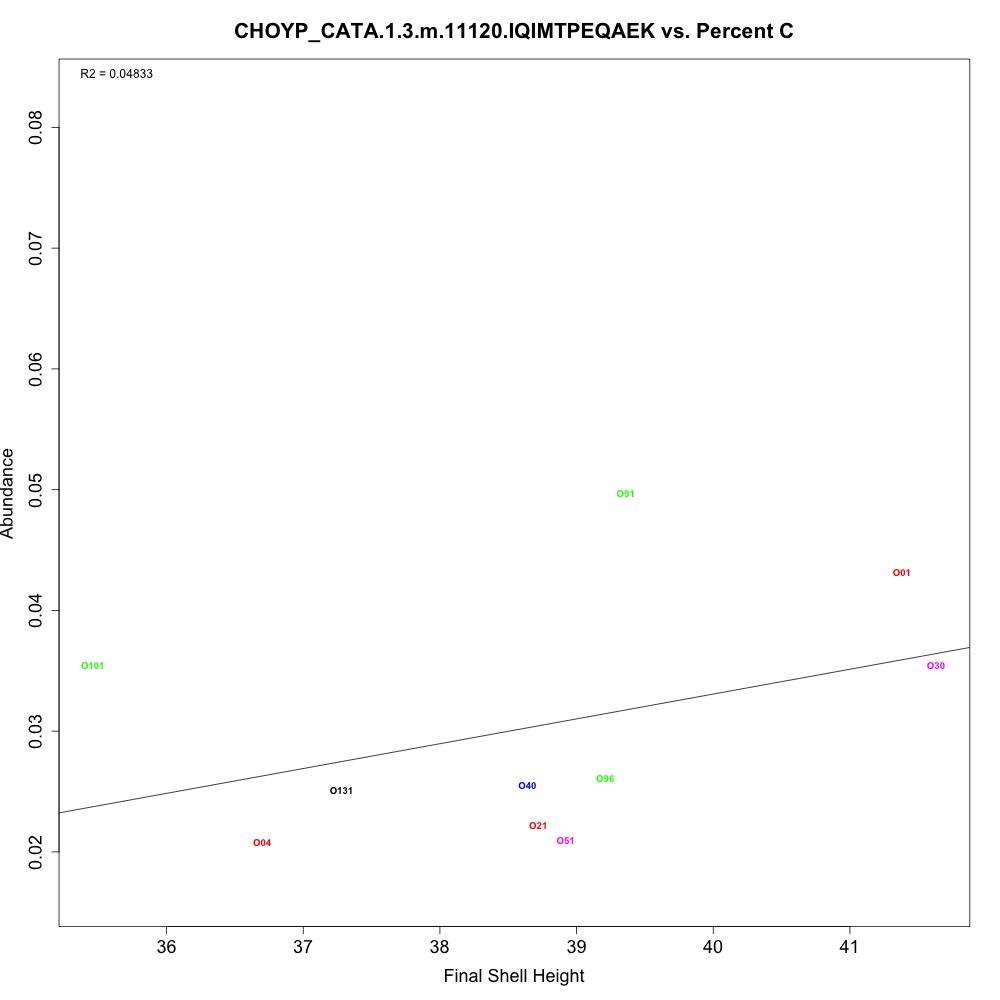 CHOYP_CATA.1.3.m.11120.IQIMTPEQAEK vs. Percent C
R2 = 0.04833
0.08
0.07
0.06
0.05
0.04
0.03
0.02
Abundance
O91
O01
O101
O30
O96
O40
O131
O21
O51
O04
36 37 38 39 40 41
Final Shell Height